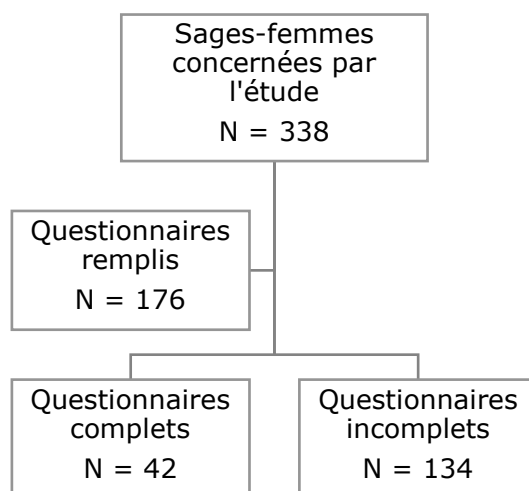 Sages-femmes
concernées par
l'étude
N = 338
Questionnaires
remplis
N = 176
Questionnaires
complets
N = 42
Questionnaires
incomplets
N = 134